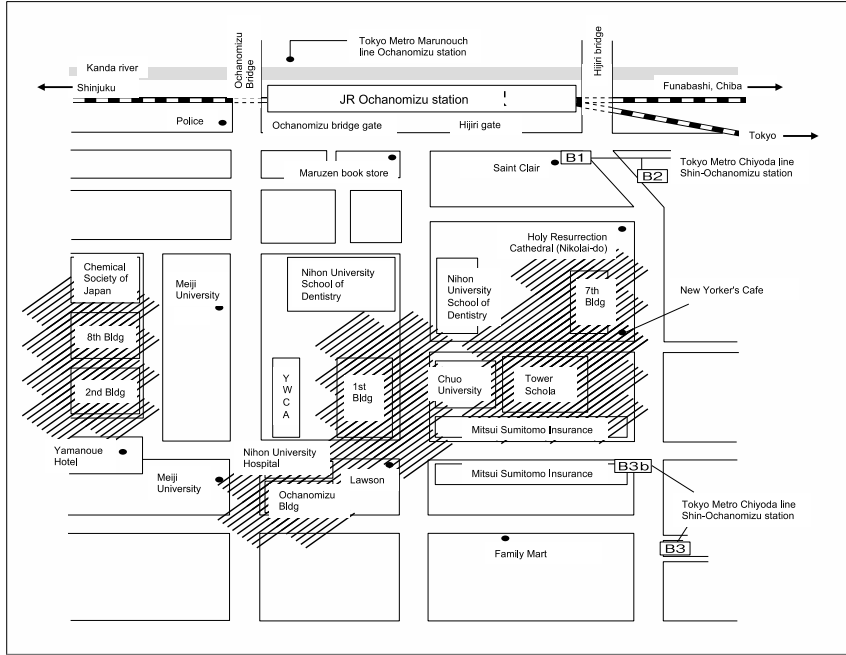 Tokyo Metro Marunouch
line Ochanomizu station
Ochanomizu
Bridge
Hijiri bridge
Kanda river
Shinjuku
JR Ochanomizu station
Funabashi, Chiba
Police
Ochanomizu bridge gate
Hijiri gate
Tokyo
Maruzen book store
Saint Clair
B1
B2
Tokyo Metro Chiyoda line
Shin-Ochanomizu station
Holy Resurrection
Cathedral (Nikolai-do)
Chemical
Society of
Japan
Meiji
University
Nihon University
School of
Dentistry
Nihon
University
School of
Dentistry
7th
Bldg
New Yorker's Cafe
8th Bldg
2nd Bldg
Y
W
C
A
1st
Bldg
Chuo
University
Tower
Schola
Mitsui Sumitomo Insurance
Yamanoue
Hotel
Nihon University
Hospital
Meiji
University
Ochanomizu
Bldg
Lawson
Mitsui Sumitomo Insurance
B3b
Tokyo Metro Chiyoda line
Shin-Ochanomizu station
Family Mart
B3